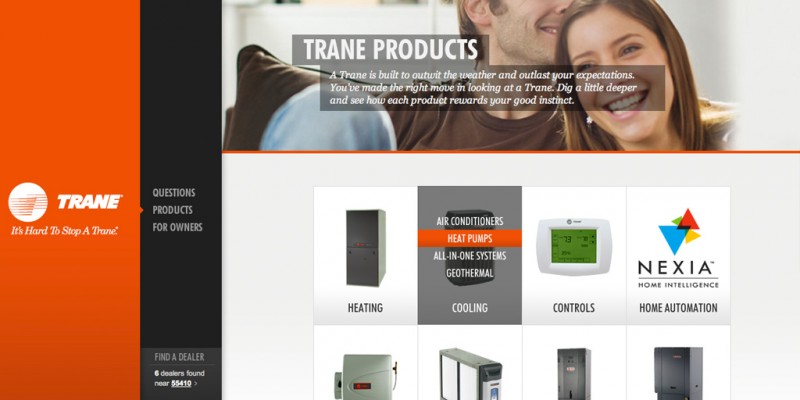 TRANE PRODUCTS
A Trane is built to outwit the weather and outlast your expectations.
You've made the right move in looking at a Trane. Dig a little deeper
and see how each product rewards your good instinct.
TRANE
It's Hard To Stop A Trane.
QUESTIONS
PRODUCTS
FOR OWNERS
FIND A DEALER
6 dealers found
near 55410 >
HEATING
AIR CONDITIONERS
HEAT PUMPS
ALL-IN-ONE SYSTEMS
GEOTHERMAL
COOLING
CONTROLS
NEXIA™
HOME INTELLIGENCE
HOME AUTOMATION